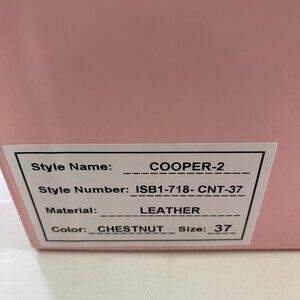 Style Name: COOPER-2
Style Number: ISB1-718- CNT-37
Material: LEATHER
Color: CHESTNUT Size: 37